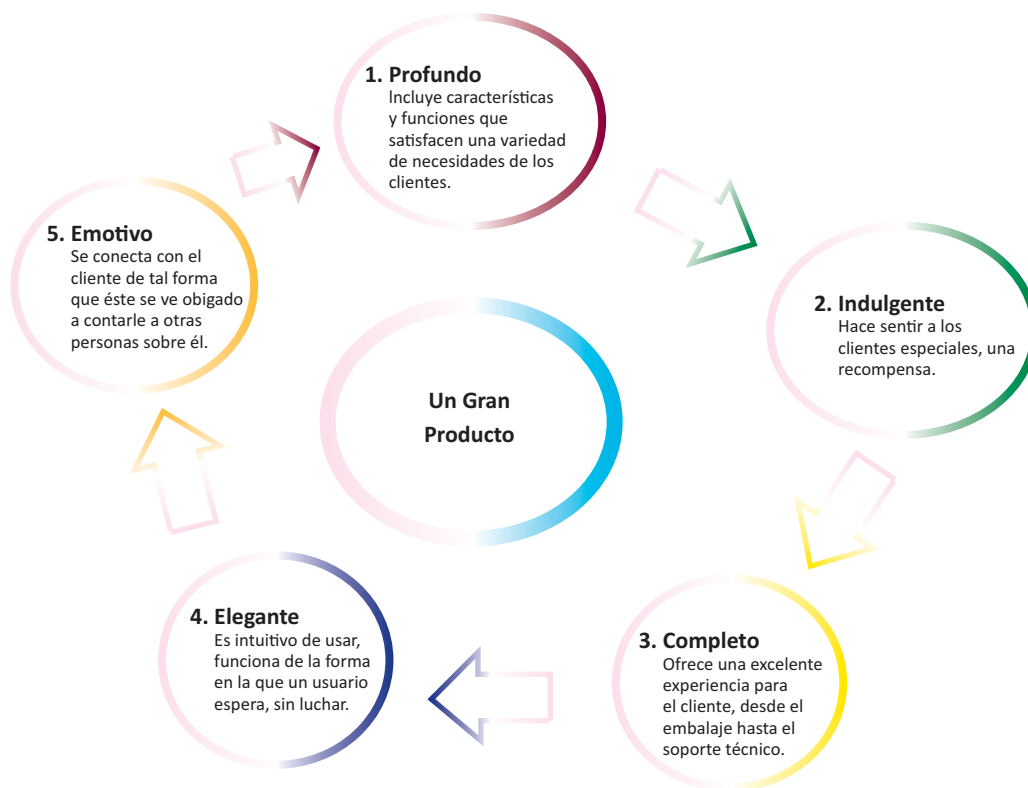 1. Profundo
Incluye características
y funciones que
satisfacen una variedad
de necesidades de los
clientes.
2. Indulgente
Hace sentir a los
clientes especiales, una
recompensa.
3. Completo
Ofrece una excelente
experiencia para
el cliente, desde el
embalaje hasta el
soporte técnico.
4. Elegante
Es intuitivo de usar,
funciona de la forma
en la que un usuario
espera, sin luchar.
5. Emotivo
Se conecta con el
cliente de tal forma
que éste se ve obigado
a contarle a otras
personas sobre él.
Un Gran
Producto